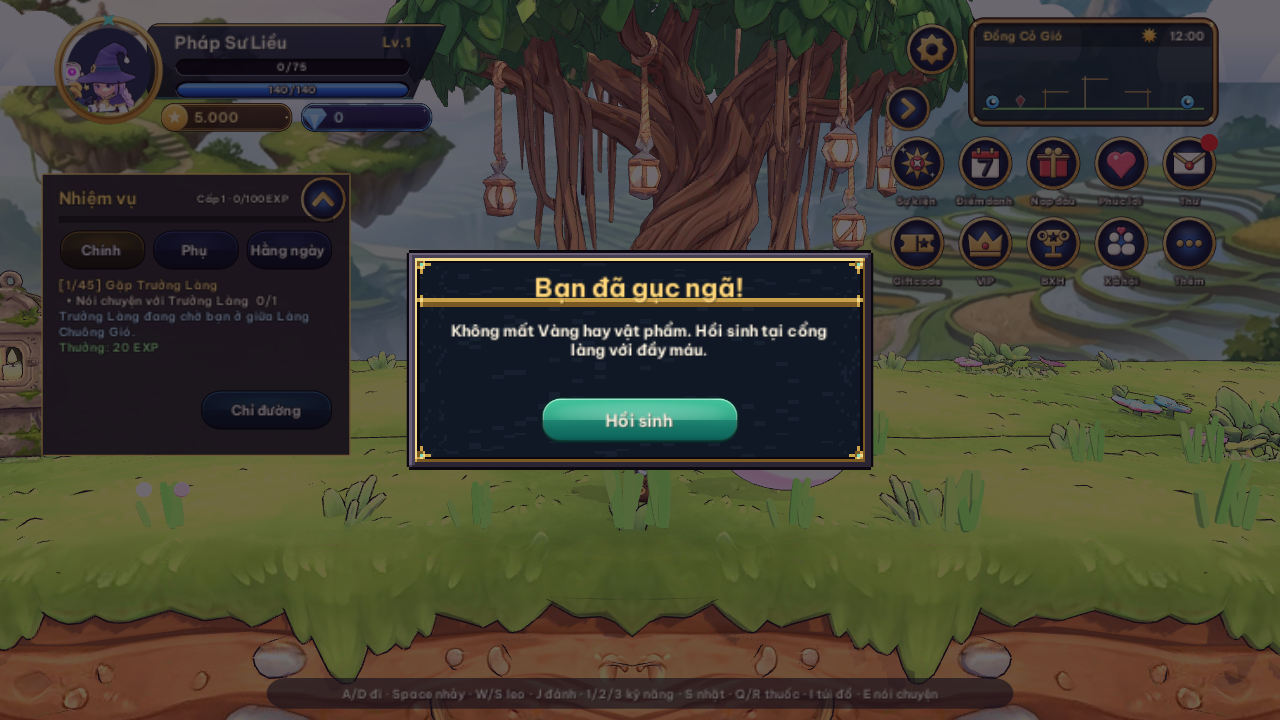 Pháp Sư Liễu Lv.1
0/75
140/140
5.000
0
Đồng Cỏ Gió 12:00
Sự kiện Điểm danh Nạp đầu Phúc lợi Thư
Giftcode VIP BXH Xã hội Thêm
Nhiệm vụ Cấp 1 · 0/100 EXP
Chính Phụ Hằng ngày
[1/45] Gặp Trưởng Làng
• Nói chuyện với Trưởng Làng 0/1
Trưởng Làng đang chờ bạn ở giữa Làng
Chuông Gió.
Thưởng: 20 EXP
Chỉ đường
Bạn đã gục ngã!
Không mất Vàng hay vật phẩm. Hồi sinh tại cổng
làng với đầy máu.
Hồi sinh
A/D đi · Space nhảy · W/S leo · J đánh · 1/2/3 kỹ năng · S nhặt · Q/R thuốc · I túi đồ · E nói chuyện